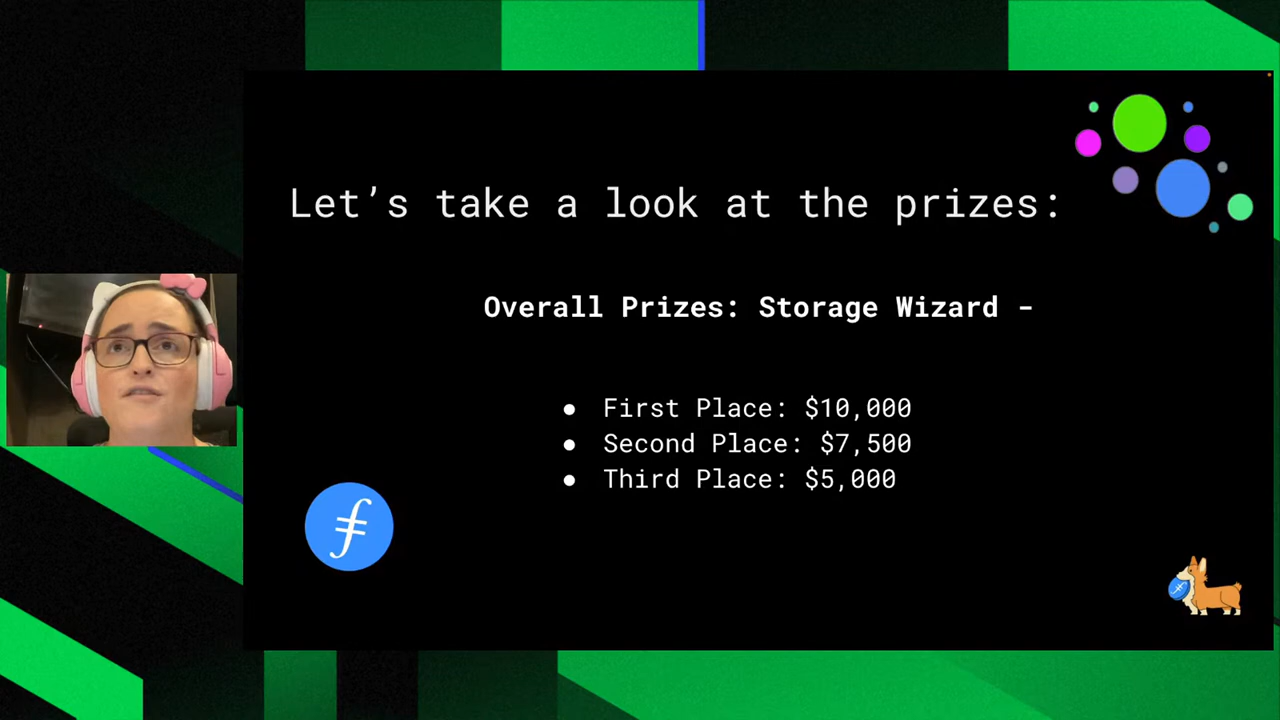 Let’s take a look at the prizes:
Overall Prizes: Storage Wizard -
● First Place: $10,000
● Second Place: $7,500
● Third Place: $5,000